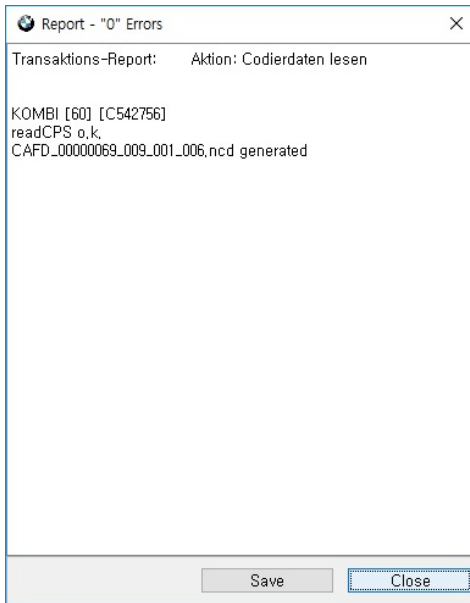 Report - "0" Errors
Transaktions-Report: Aktion: Codierdaten lesen
KOMBI [60] [C542756]
readCPS o.k.
CAFD_00000069_009_001_006.ncd generated
Save
Close